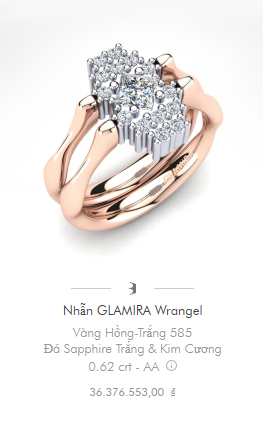 Nhẫn GLAMIRA Wrangel
Vàng Hồng-Trắng 585
Đá Sapphire Trắng & Kim Cương
0.62 crt - AA
36.376.553,00 ₫